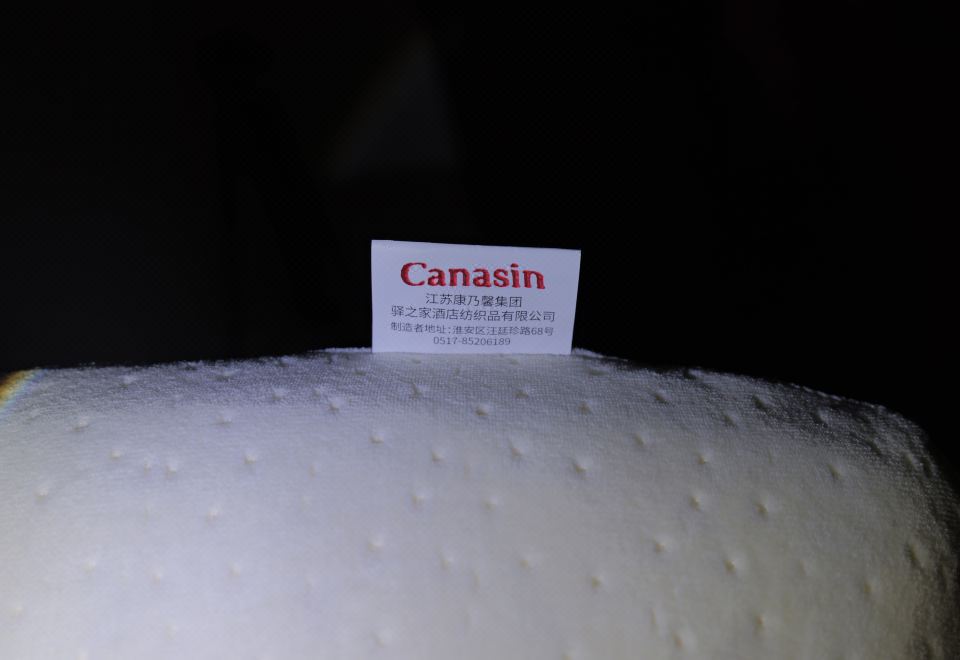 Canasin
江苏康乃馨集团
驿之家酒店纺织品有限公司
制造者地址:淮安区汪廷珍路68号
0517-85206189